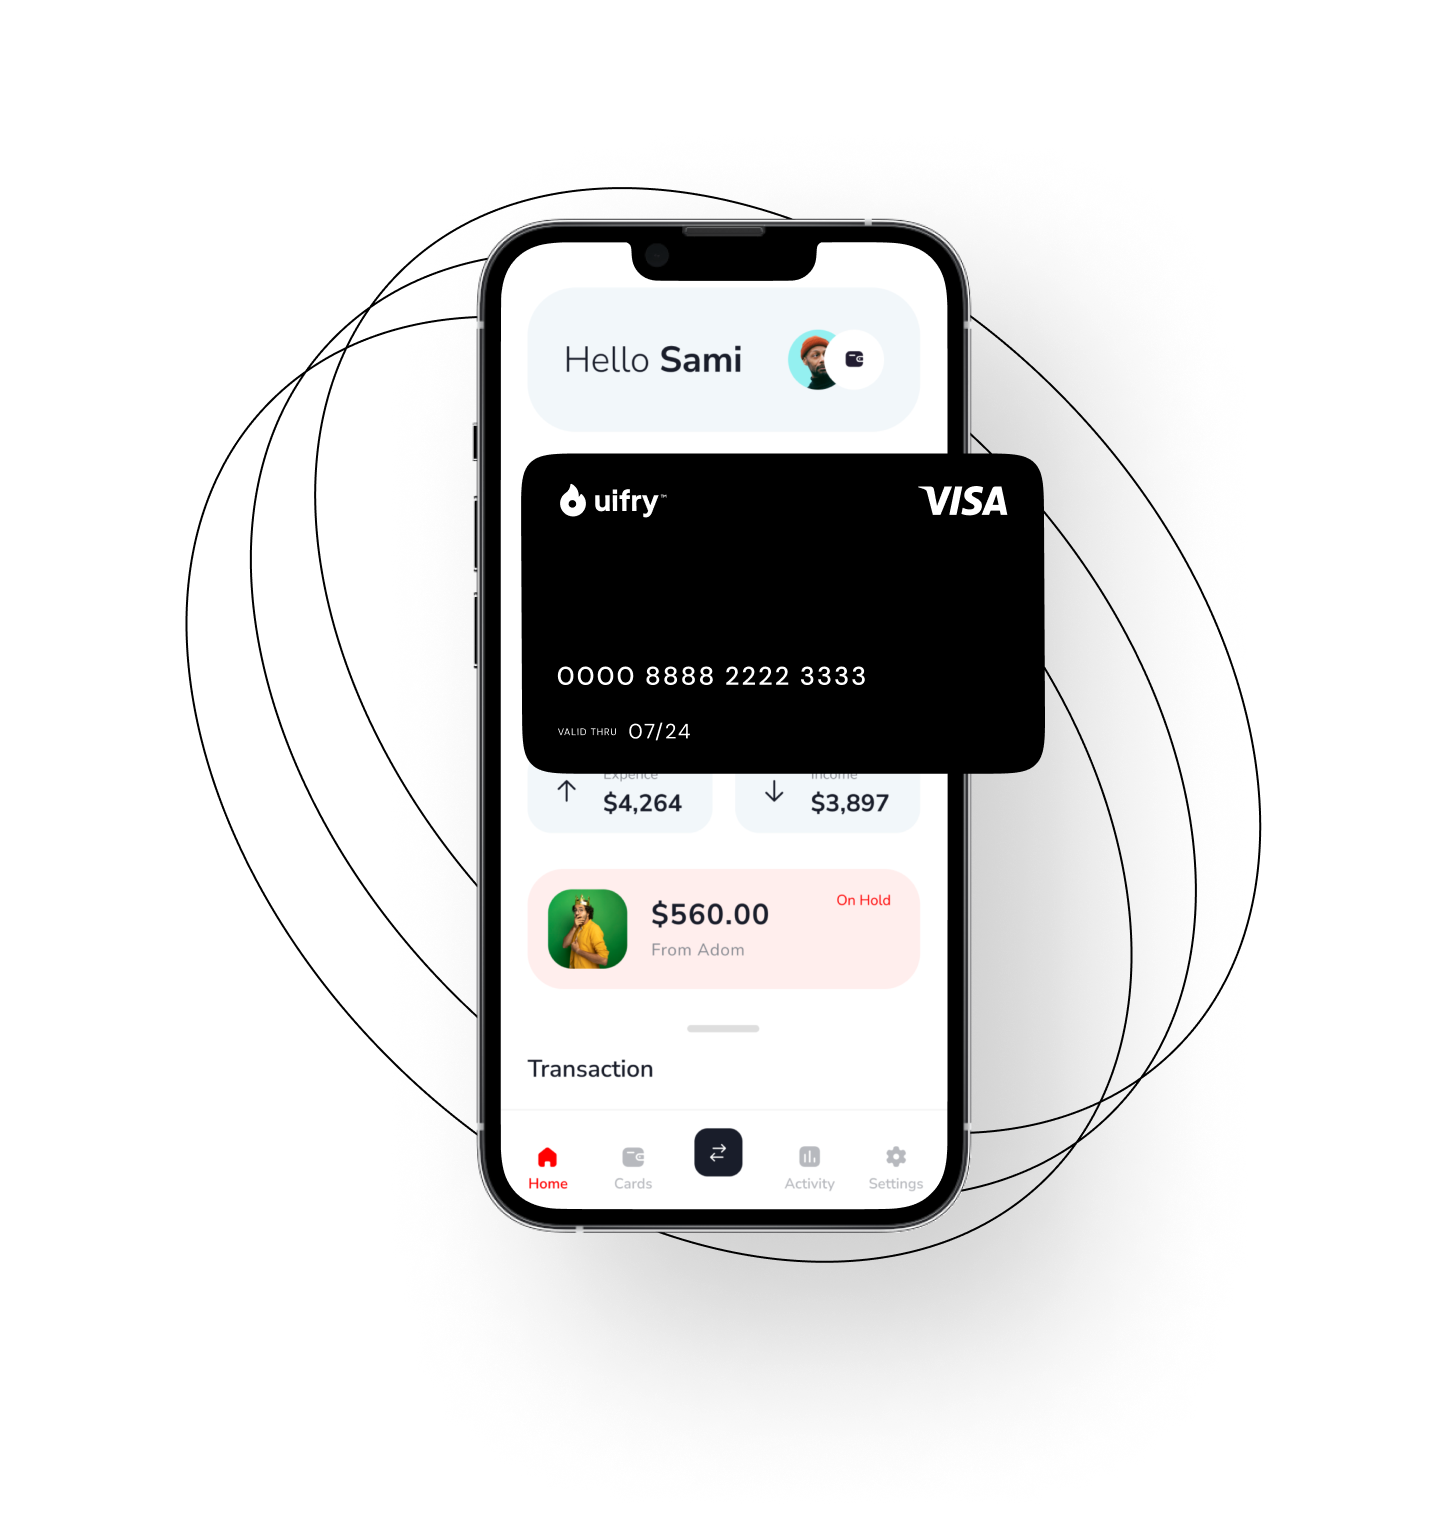 Hello Sami
uifry™
VISA
0000 8888 2222 3333
VALID THRU 07/24
Expence
$4,264
Income
$3,897
$560.00
On Hold
From Adom
Transaction
Home
Cards
Activity
Settings